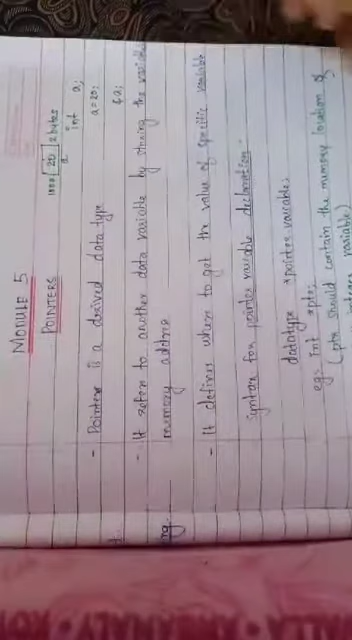 MODULE 5
POINTERS
1000 [20] 2 bytes
a
int a;
- Pointer is a derived data type
a=20;
&a;
- It refers to another data variable by storing the variable
memory address
- It defines where to get the value of specific variable
Syntax for pointer variable declaration -
datatype *pointer variable;
eg: Int *ptr;
(ptr should contain the memory location of
integer variable)